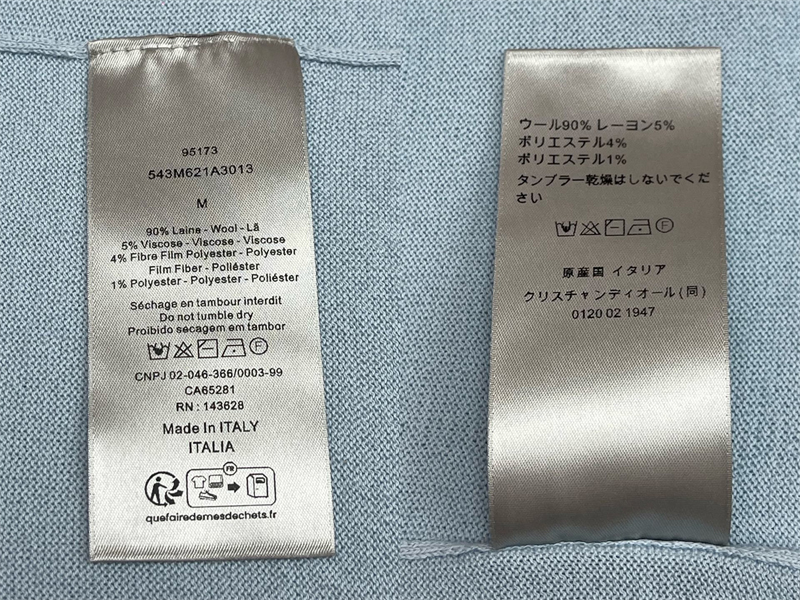 95173
543M621A3013
M
90% Laine - Wool - Lã
5% Viscose - Viscose - Viscose
4% Fibre Film Polyester - Polyester
Film Fiber - Poliéster
1% Polyester - Polyester - Poliéster
Séchage en tambour interdit
Do not tumble dry
Proibido secagem em tambor
F
CNPJ 02-046-366/0003-99
CA65281
RN : 143628
Made In ITALY
ITALIA
FR
quefairedemesdechets.fr
ウール90% レーヨン5%
ポリエステル4%
ポリエステル1%
タンブラー乾燥はしないでくだ
さい
F
原産国 イタリア
クリスチャンディオール(同)
0120 02 1947